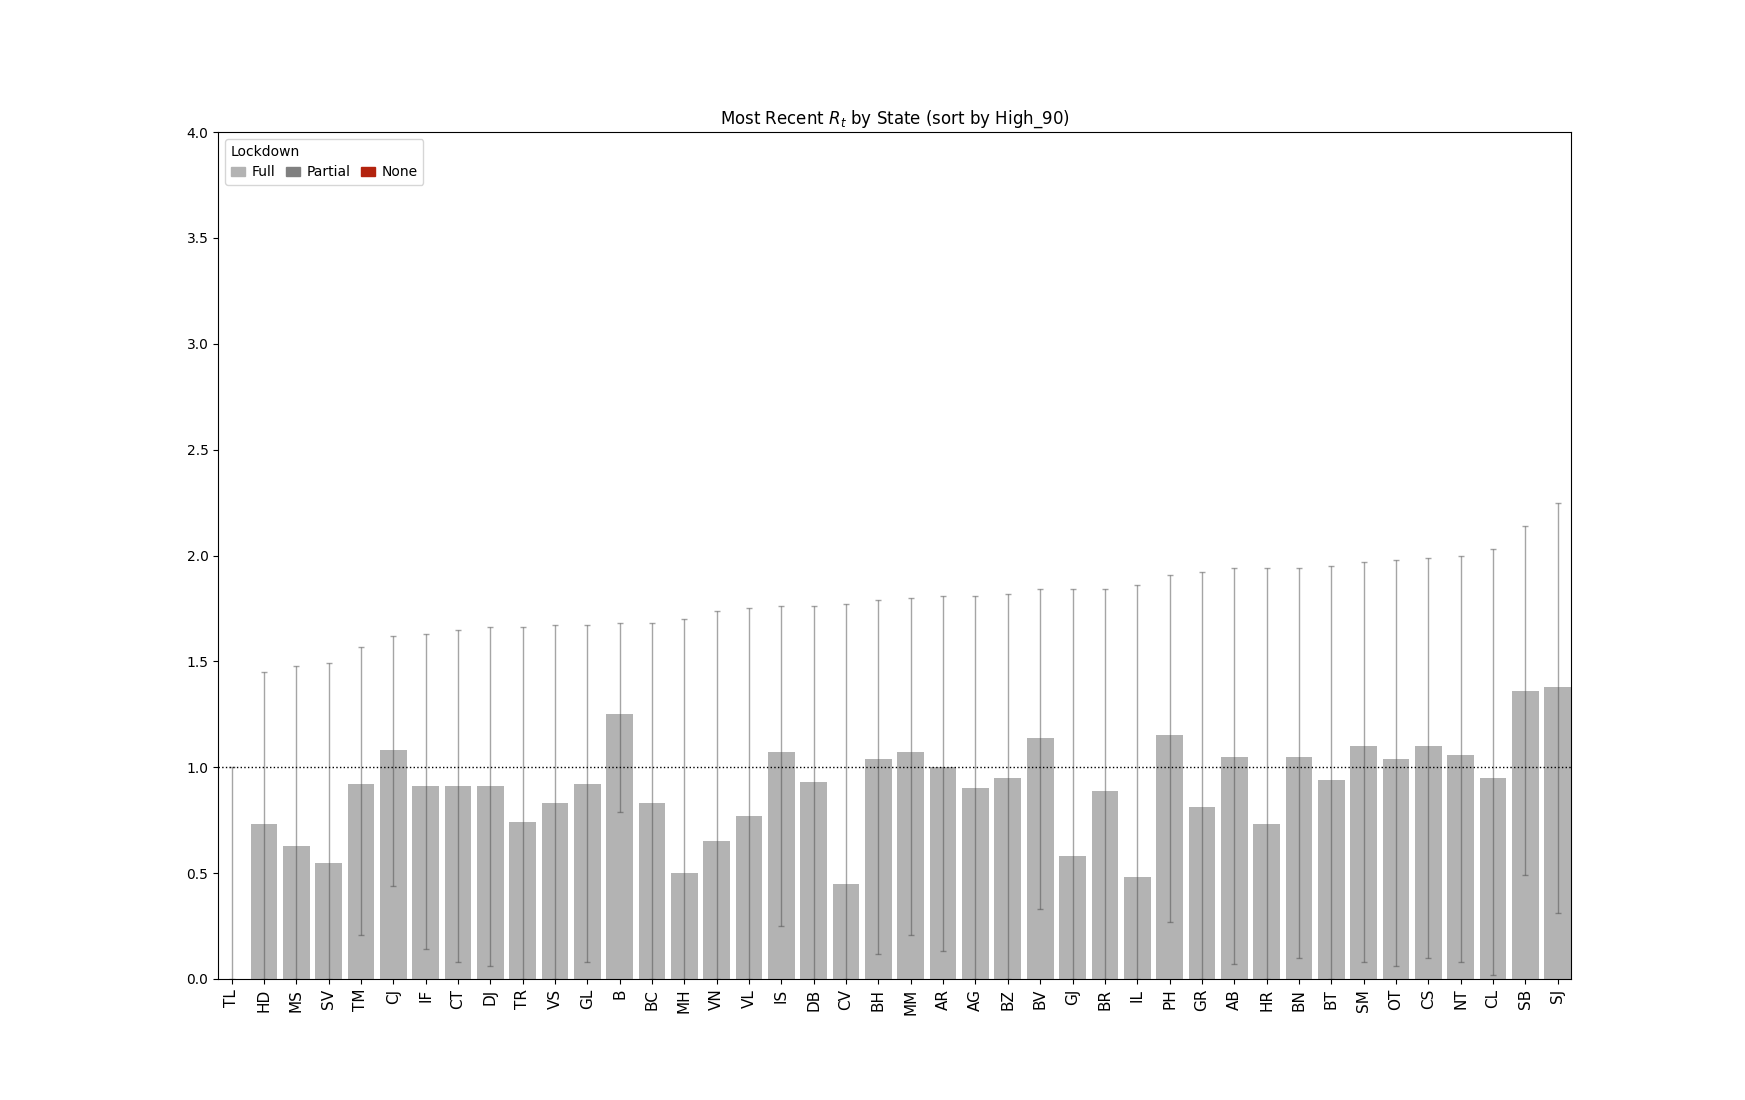 Most Recent R_t by State (sort by High_90)
Lockdown
Full Partial None
4.0
3.5
3.0
2.5
2.0
1.5
1.0
0.5
0.0
TL HD MS SV TM CJ IF CT DJ TR VS GL B BC MH VN VL IS DB CV BH MM AR AG BZ BV GJ BR IL PH GR AB HR BN BT SM OT CS NT CL SB SJ